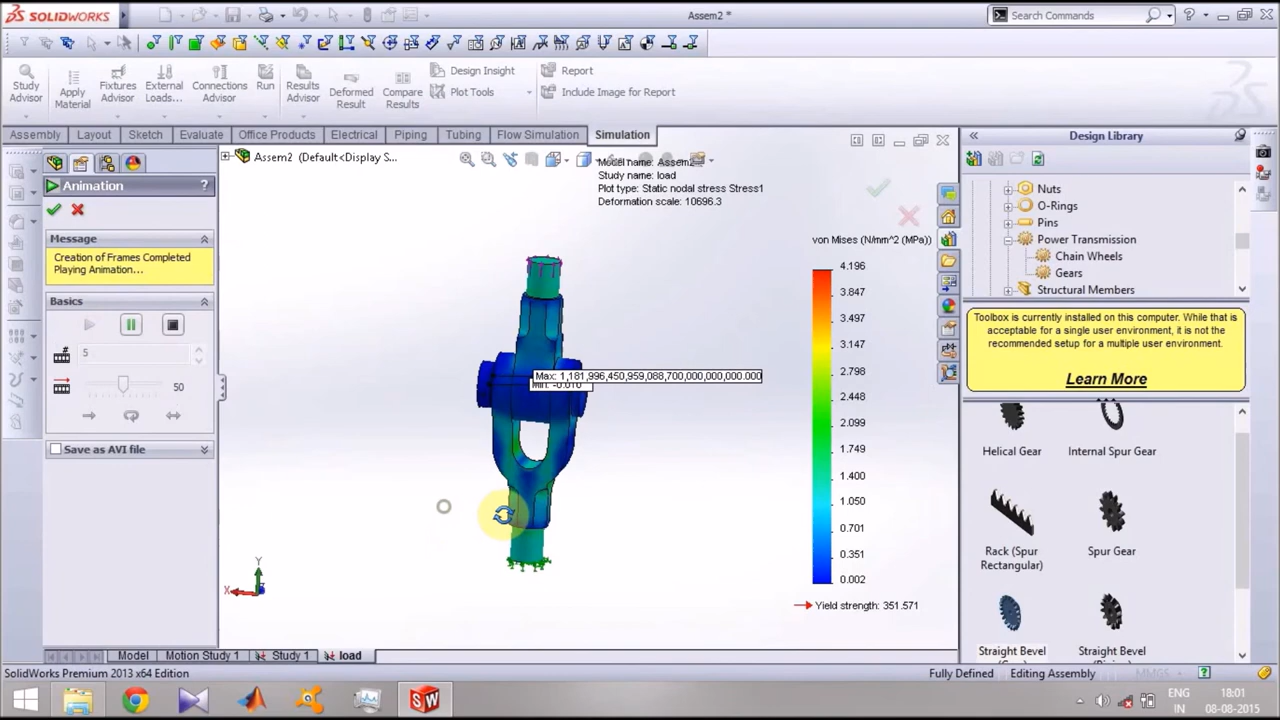 SOLIDWORKS
Assem2 *
Search Commands
Study Advisor
Apply Material
Fixtures Advisor
External Loads...
Connections Advisor
Run
Results Advisor
Deformed Result
Compare Results
Design Insight
Plot Tools
Report
Include Image for Report
Assembly
Layout
Sketch
Evaluate
Office Products
Electrical
Piping
Tubing
Flow Simulation
Simulation
Animation
?
Message
Creation of Frames Completed
Playing Animation...
Basics
5
50
Save as AVI file
Assem2 (Default<Display S...
Model name: Assem2
Study name: load
Plot type: Static nodal stress Stress1
Deformation scale: 10696.3
von Mises (N/mm^2 (MPa))
4.196
3.847
3.497
3.147
2.798
2.448
2.099
1.749
1.400
1.050
0.701
0.351
0.002
Yield strength: 351.571
Max: 1,181,996,450,959,088,700,000,000,000.000
Y
X
Design Library
Nuts
O-Rings
Pins
Power Transmission
Chain Wheels
Gears
Structural Members
Toolbox is currently installed on this computer. While that is
acceptable for a single user environment, it is not the
recommended setup for a multiple user environment.
Learn More
Helical Gear
Internal Spur Gear
Rack (Spur Rectangular)
Spur Gear
Straight Bevel
Straight Bevel
Model
Motion Study 1
Study 1
load
SolidWorks Premium 2013 x64 Edition
Fully Defined
Editing Assembly
MMGS
ENG
IN
18:01
08-08-2015